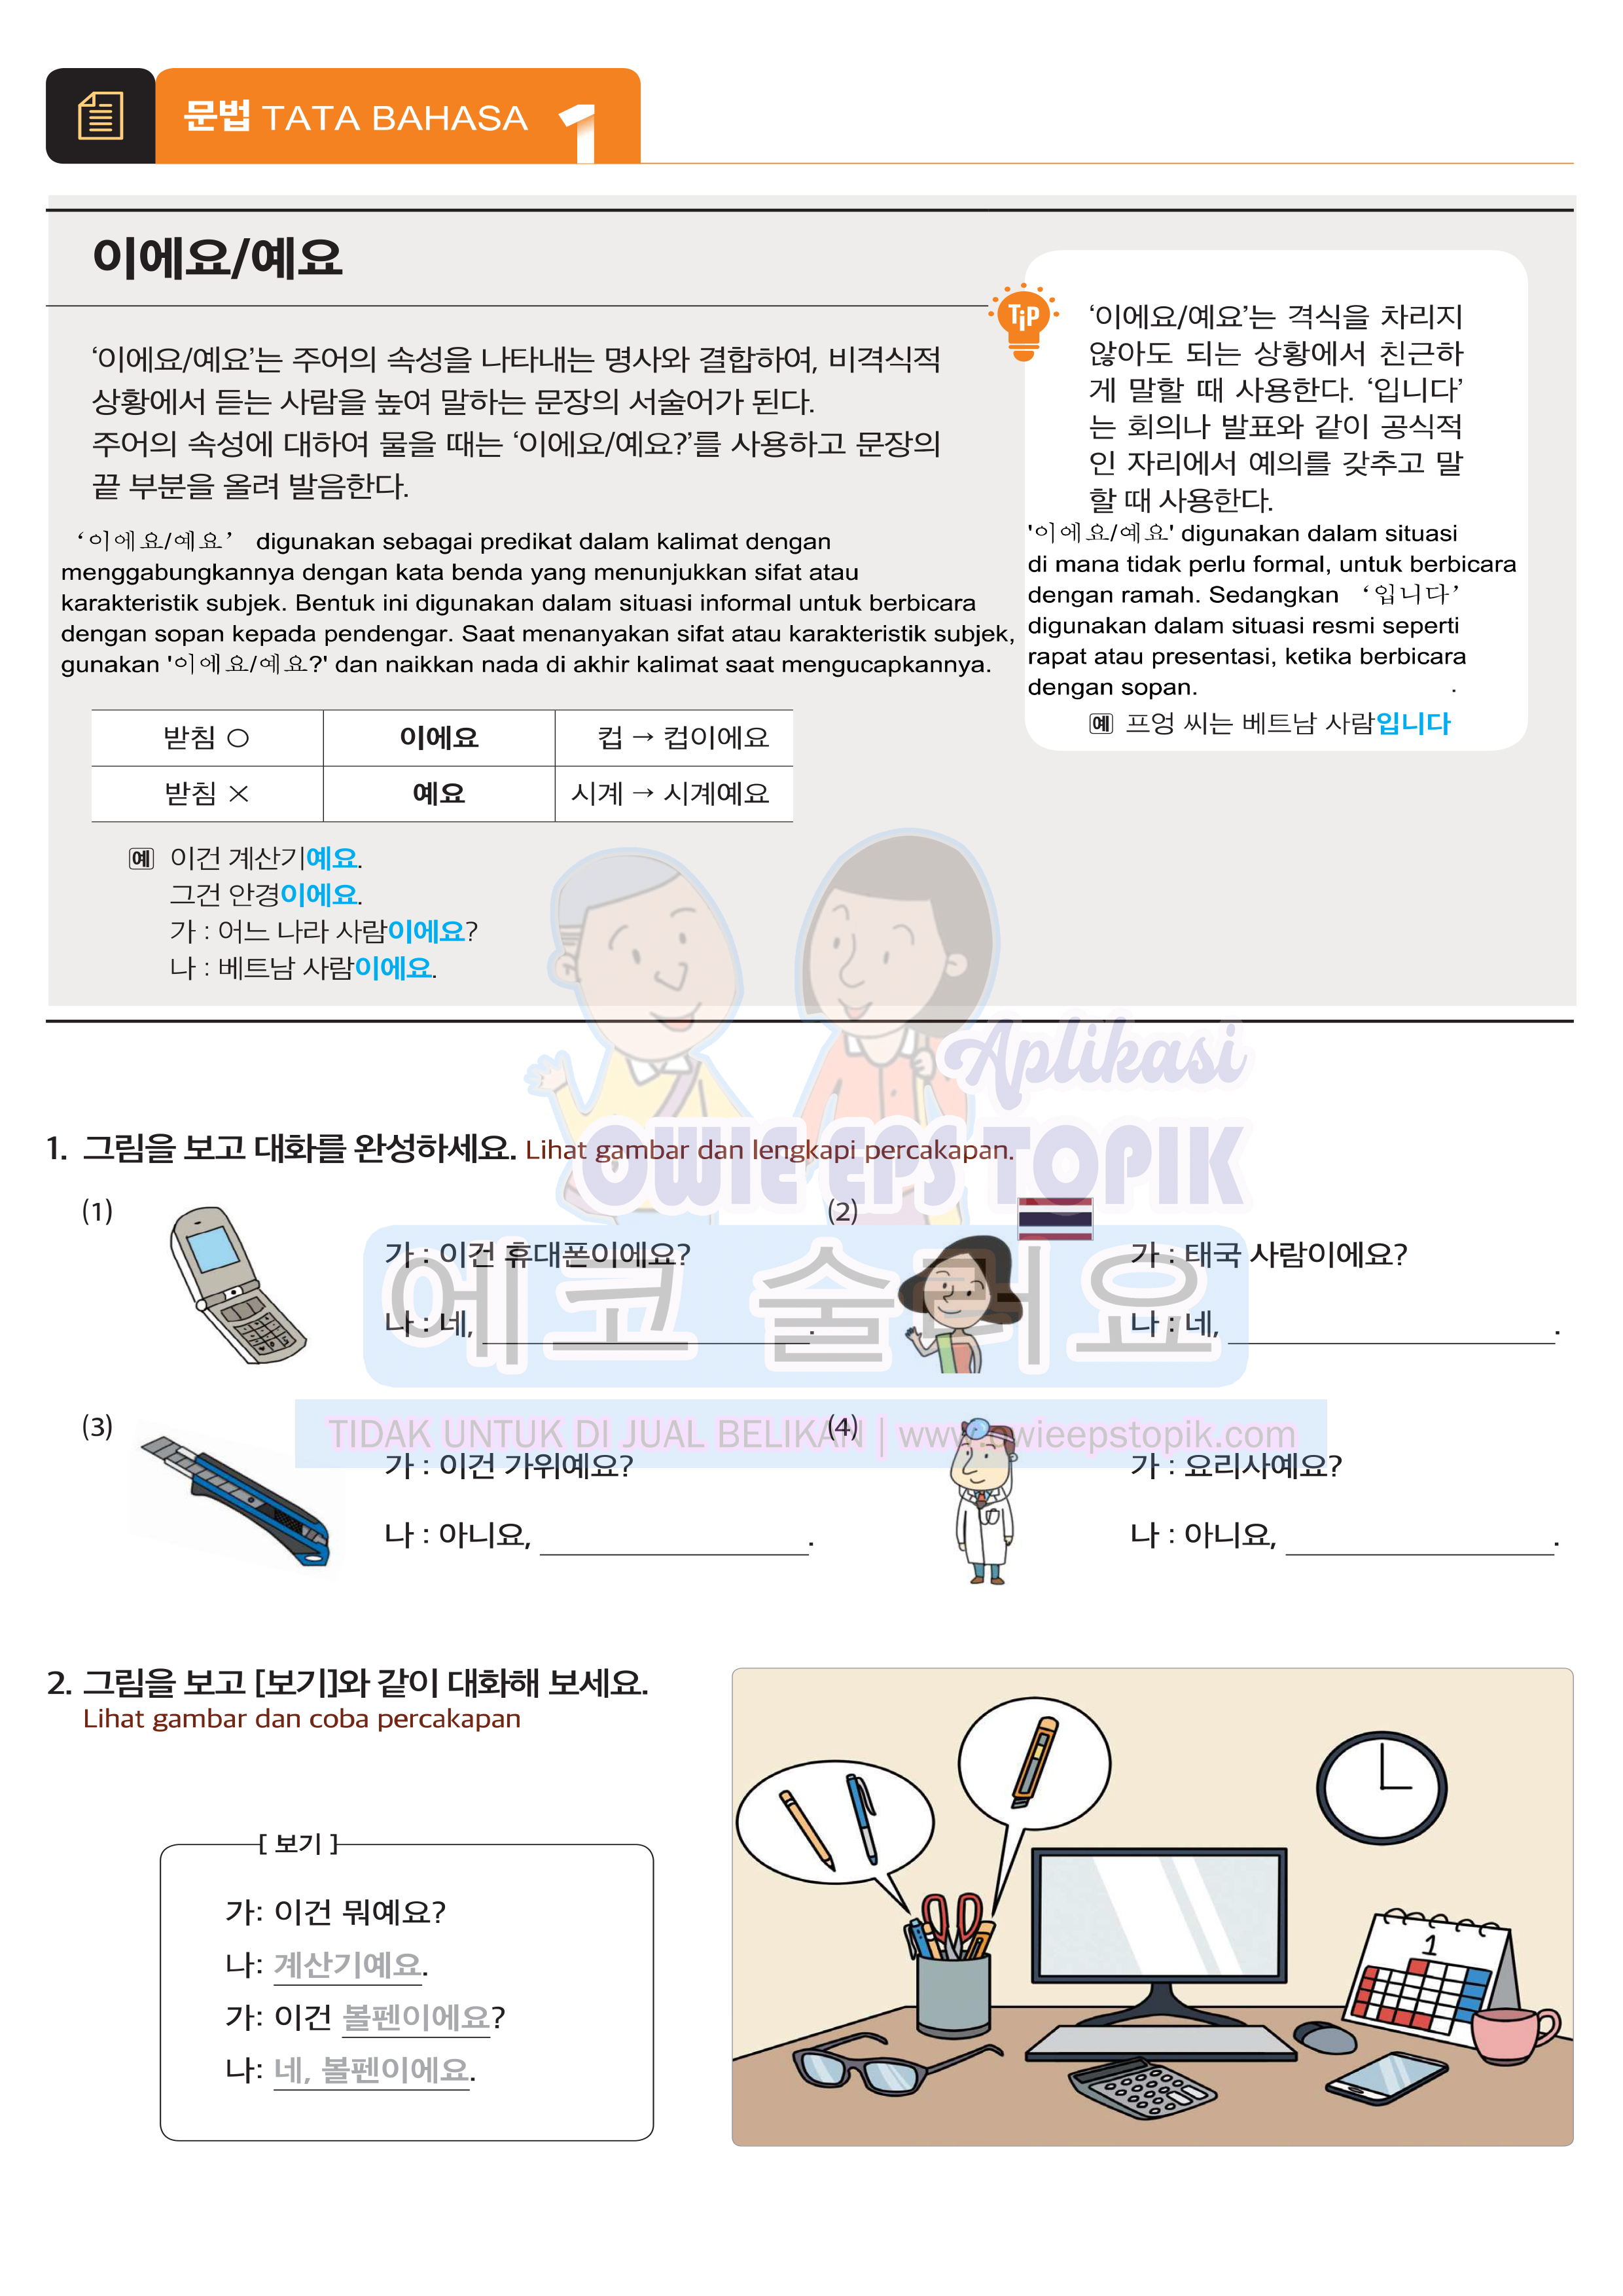 문법 TATA BAHASA 1
이에요/예요
‘이에요/예요’는 주어의 속성을 나타내는 명사와 결합하여, 비격식적
상황에서 듣는 사람을 높여 말하는 문장의 서술어가 된다.
주어의 속성에 대하여 물을 때는 ‘이에요/예요?’를 사용하고 문장의
끝 부분을 올려 발음한다.
‘이에요/예요’ digunakan sebagai predikat dalam kalimat dengan
menggabungkannya dengan kata benda yang menunjukkan sifat atau
karakteristik subjek. Bentuk ini digunakan dalam situasi informal untuk berbicara
dengan sopan kepada pendengar. Saat menanyakan sifat atau karakteristik subjek,
gunakan '이에요/예요?' dan naikkan nada di akhir kalimat saat mengucapkannya.
TiP
‘이에요/예요’는 격식을 차리지
않아도 되는 상황에서 친근하
게 말할 때 사용한다. ‘입니다’
는 회의나 발표와 같이 공식적
인 자리에서 예의를 갖추고 말
할 때 사용한다.
'이에요/예요' digunakan dalam situasi
di mana tidak perlu formal, untuk berbicara
dengan ramah. Sedangkan ‘입니다’
digunakan dalam situasi resmi seperti
rapat atau presentasi, ketika berbicara
dengan sopan. .
예 프엉 씨는 베트남 사람입니다
받침 ○ 이에요 컵 → 컵이에요
받침 × 예요 시계 → 시계예요
예 이건 계산기예요.
그건 안경이에요.
가 : 어느 나라 사람이에요?
나 : 베트남 사람이에요.
Aplikasi
OWIE EPS TOPIK
에코 술래요
TIDAK UNTUK DI JUAL BELIKAN | www.owieepstopik.com
1. 그림을 보고 대화를 완성하세요. Lihat gambar dan lengkapi percakapan.
(1)
가 : 이건 휴대폰이에요?
나 : 네, ____________________.
(2)
가 : 태국 사람이에요?
나 : 네, ____________________.
(3)
가 : 이건 가위예요?
나 : 아니요, ________________.
(4)
가 : 요리사예요?
나 : 아니요, ________________.
2. 그림을 보고 [보기]와 같이 대화해 보세요.
Lihat gambar dan coba percakapan
[ 보기 ]
가: 이건 뭐예요?
나: 계산기예요.
가: 이건 볼펜이에요?
나: 네, 볼펜이에요.
1